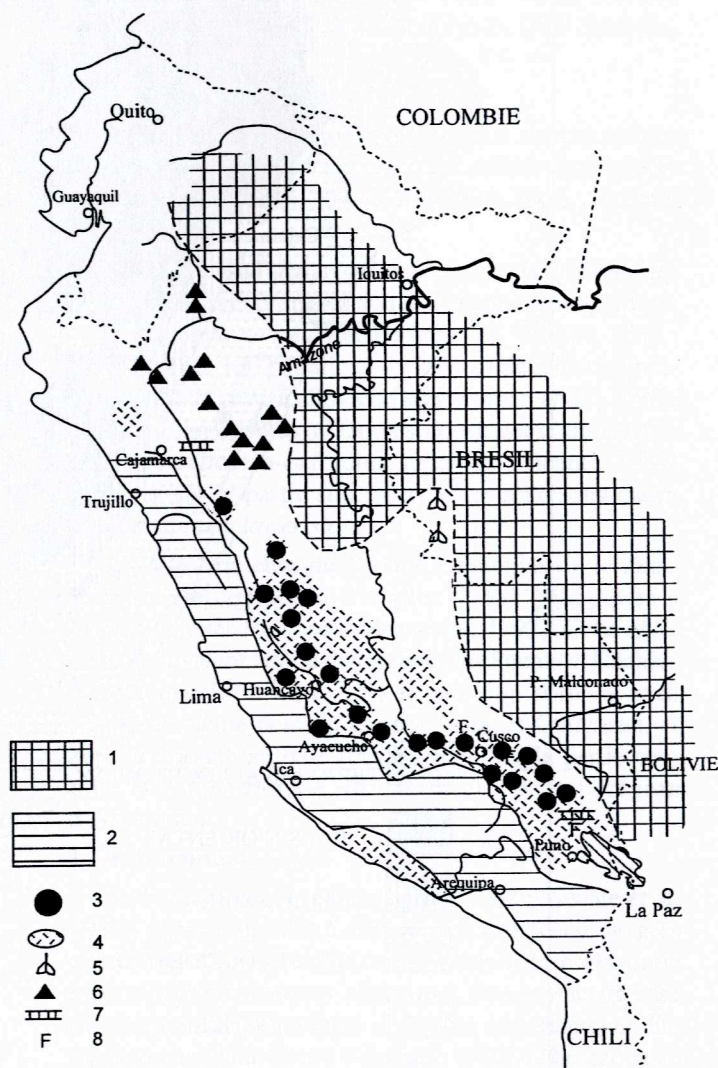 COLOMBIE
Quito
Guayaquil
Iquitos
Amazone
Cajamarca
BRESIL
Trujillo
P. Maldonado
Lima
Huancayo
F
Cusco
Ayacucho
BOLIVIE
1
Ica
F
2
Puno
Arequipa
3
La Paz
4
5
6
7
F 8
CHILI